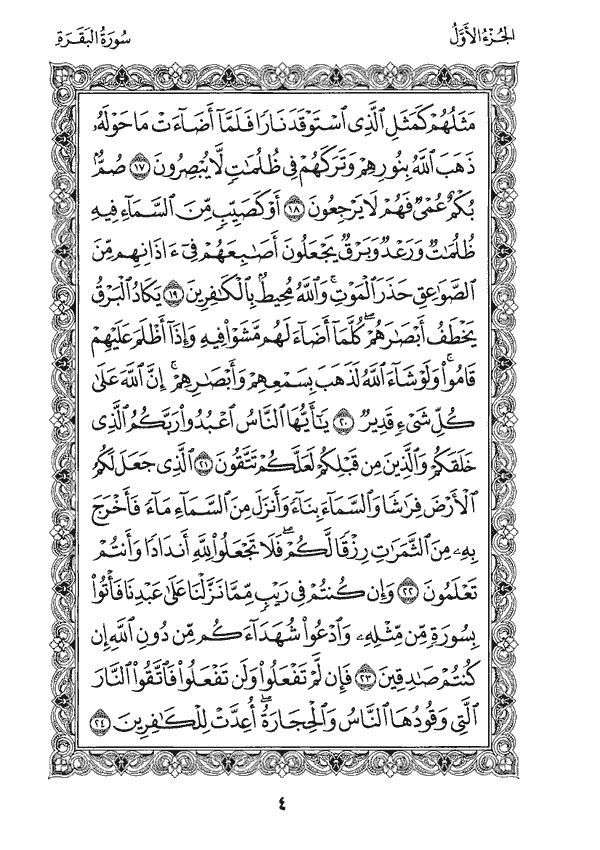 الجُزْءُ الأَوَّلُ
سُورَةُ البَقَرَةِ
مَثَلُهُمْ كَمَثَلِ ٱلَّذِى ٱسْتَوْقَدَ نَارًا فَلَمَّآ أَضَآءَتْ مَا حَوْلَهُۥ
ذَهَبَ ٱللَّهُ بِنُورِهِمْ وَتَرَكَهُمْ فِى ظُلُمَٰتٍ لَّا يُبْصِرُونَ ١٧ صُمٌّۢ
بُكْمٌ عُمْىٌ فَهُمْ لَا يَرْجِعُونَ ١٨ أَوْ كَصَيِّبٍ مِّنَ ٱلسَّمَآءِ فِيهِ
ظُلُمَٰتٌ وَرَعْدٌ وَبَرْقٌ يَجْعَلُونَ أَصَٰبِعَهُمْ فِىٓ ءَاذَانِهِم مِّنَ
ٱلصَّوَٰعِقِ حَذَرَ ٱلْمَوْتِ ۚ وَٱللَّهُ مُحِيطٌۢ بِٱلْكَٰفِرِينَ ١٩ يَكَادُ ٱلْبَرْقُ
يَخْطَفُ أَبْصَٰرَهُمْ ۖ كُلَّمَآ أَضَآءَ لَهُم مَّشَوْا۟ فِيهِ وَإِذَآ أَظْلَمَ عَلَيْهِمْ
قَامُوا۟ ۚ وَلَوْ شَآءَ ٱللَّهُ لَذَهَبَ بِسَمْعِهِمْ وَأَبْصَٰرِهِمْ ۚ إِنَّ ٱللَّهَ عَلَىٰ
كُلِّ شَىْءٍ قَدِيرٌ ٢٠ يَٰٓأَيُّهَا ٱلنَّاسُ ٱعْبُدُوا۟ رَبَّكُمُ ٱلَّذِى
خَلَقَكُمْ وَٱلَّذِينَ مِن قَبْلِكُمْ لَعَلَّكُمْ تَتَّقُونَ ٢١ ٱلَّذِى جَعَلَ لَكُمُ
ٱلْأَرْضَ فِرَٰشًا وَٱلسَّمَآءَ بِنَآءً وَأَنزَلَ مِنَ ٱلسَّمَآءِ مَآءً فَأَخْرَجَ
بِهِۦ مِنَ ٱلثَّمَرَٰتِ رِزْقًا لَّكُمْ ۖ فَلَا تَجْعَلُوا۟ لِلَّهِ أَندَادًا وَأَنتُمْ
تَعْلَمُونَ ٢٢ وَإِن كُنتُمْ فِى رَيْبٍ مِّمَّا نَزَّلْنَا عَلَىٰ عَبْدِنَا فَأْتُوا۟
بِسُورَةٍ مِّن مِّثْلِهِۦ وَٱدْعُوا۟ شُهَدَآءَكُم مِّن دُونِ ٱللَّهِ إِن
كُنتُمْ صَٰدِقِينَ ٢٣ فَإِن لَّمْ تَفْعَلُوا۟ وَلَن تَفْعَلُوا۟ فَٱتَّقُوا۟ ٱلنَّارَ
ٱلَّتِى وَقُودُهَا ٱلنَّاسُ وَٱلْحِجَارَةُ ۖ أُعِدَّتْ لِلْكَٰفِرِينَ ٢٤
٤